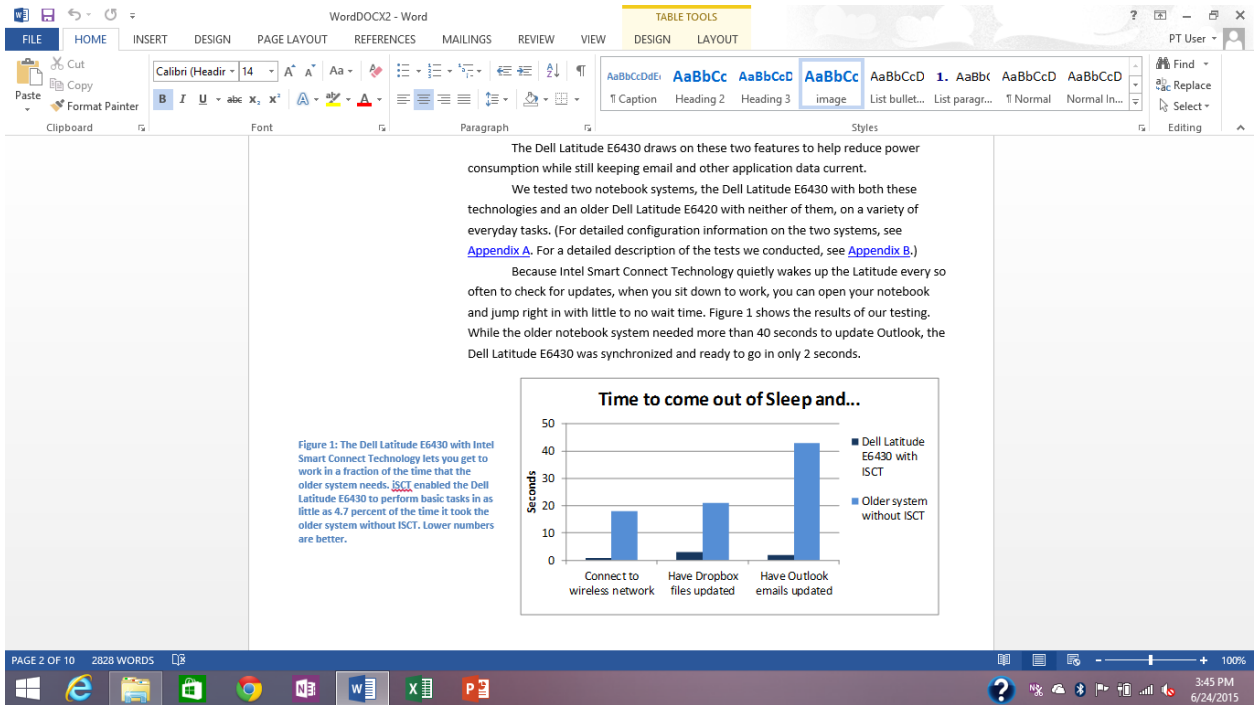 WordDOCX2 - Word
TABLE TOOLS
FILE HOME INSERT DESIGN PAGE LAYOUT REFERENCES MAILINGS REVIEW VIEW DESIGN LAYOUT
PT User
Paste
Cut
Copy
Format Painter
Clipboard
Calibri (Headir 14
Font
Paragraph
AaBbCcDdEe AaBbCc AaBbCcD AaBbCc AaBbCcD 1. AaBb( AaBbCcD AaBbCcD
¶ Caption Heading 2 Heading 3 image List bullet... List paragr... ¶ Normal Normal In...
Styles
Find
Replace
Select
Editing
The Dell Latitude E6430 draws on these two features to help reduce power
consumption while still keeping email and other application data current.
We tested two notebook systems, the Dell Latitude E6430 with both these
technologies and an older Dell Latitude E6420 with neither of them, on a variety of
everyday tasks. (For detailed configuration information on the two systems, see
Appendix A. For a detailed description of the tests we conducted, see Appendix B.)
Because Intel Smart Connect Technology quietly wakes up the Latitude every so
often to check for updates, when you sit down to work, you can open your notebook
and jump right in with little to no wait time. Figure 1 shows the results of our testing.
While the older notebook system needed more than 40 seconds to update Outlook, the
Dell Latitude E6430 was synchronized and ready to go in only 2 seconds.
Figure 1: The Dell Latitude E6430 with Intel
Smart Connect Technology lets you get to
work in a fraction of the time that the
older system needs. iSCT enabled the Dell
Latitude E6430 to perform basic tasks in as
little as 4.7 percent of the time it took the
older system without ISCT. Lower numbers
are better.
Time to come out of Sleep and...
Seconds
50
40
30
20
10
0
Connect to
wireless network
Have Dropbox
files updated
Have Outlook
emails updated
Dell Latitude
E6430 with
ISCT
Older system
without ISCT
PAGE 2 OF 10 2828 WORDS
100%
3:45 PM
6/24/2015